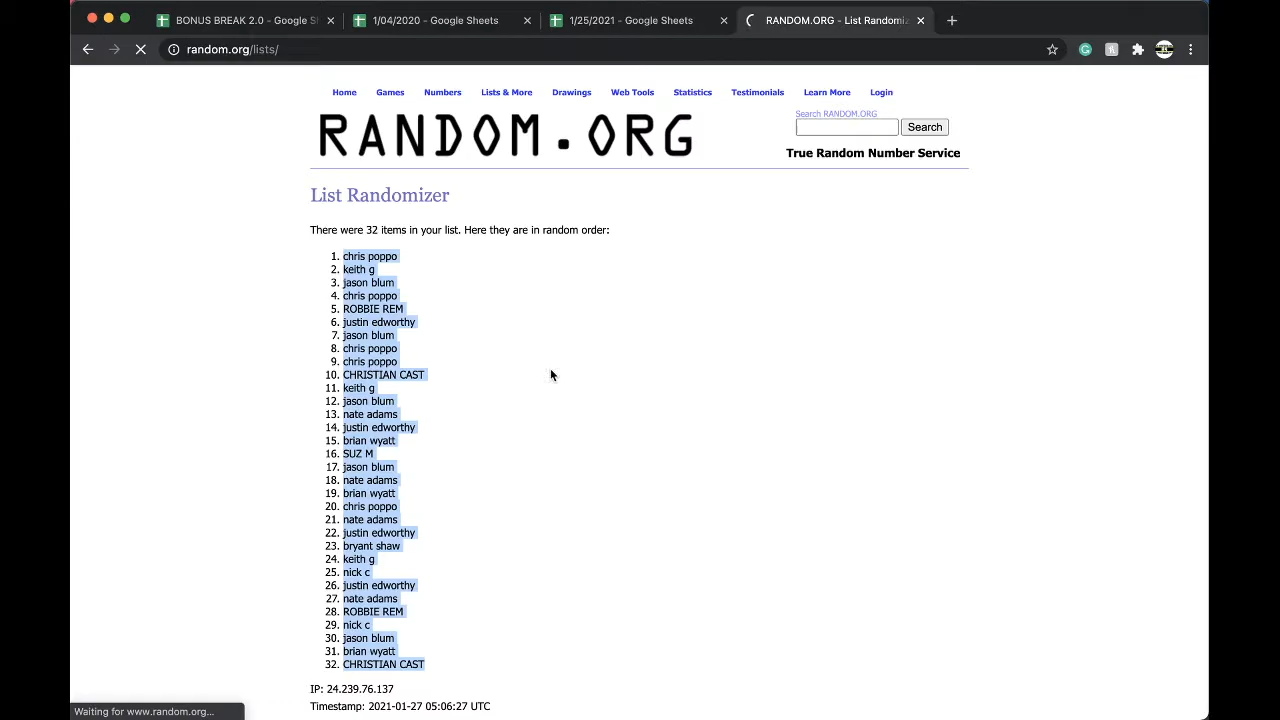 BONUS BREAK 2.0 - Google Sh
1/04/2020 - Google Sheets
1/25/2021 - Google Sheets
RANDOM.ORG - List Randomiz
random.org/lists/
Home Games Numbers Lists & More Drawings Web Tools Statistics Testimonials Learn More Login
Search RANDOM.ORG
RANDOM.ORG
Search
True Random Number Service
List Randomizer
There were 32 items in your list. Here they are in random order:
1. chris poppo
2. keith g
3. jason blum
4. chris poppo
5. ROBBIE REM
6. justin edworthy
7. jason blum
8. chris poppo
9. chris poppo
10. CHRISTIAN CAST
11. keith g
12. jason blum
13. nate adams
14. justin edworthy
15. brian wyatt
16. SUZ M
17. jason blum
18. nate adams
19. brian wyatt
20. chris poppo
21. nate adams
22. justin edworthy
23. bryant shaw
24. keith g
25. nick c
26. justin edworthy
27. nate adams
28. ROBBIE REM
29. nick c
30. jason blum
31. brian wyatt
32. CHRISTIAN CAST
IP: 24.239.76.137
Timestamp: 2021-01-27 05:06:27 UTC
Waiting for www.random.org...